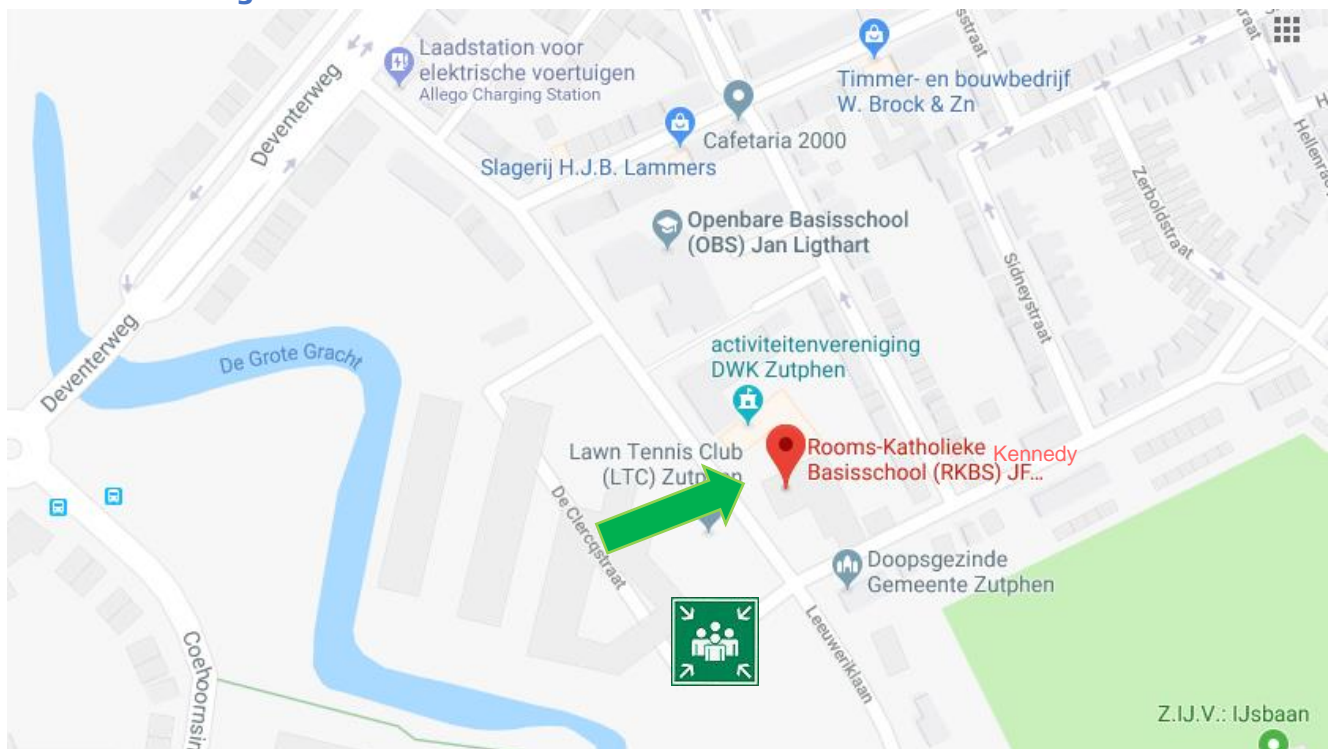 Laadstation voor
elektrische voertuigen
Allego Charging Station
Deventerweg
Timmer- en bouwbedrijf
W. Brock & Zn
Cafetaria 2000
Slagerij H.J.B. Lammers
Openbare Basisschool
(OBS) Jan Ligthart
Zerboldstraat
Sidneystraat
De Grote Gracht
Deventerweg
activiteitenvereniging
DWK Zutphen
Lawn Tennis Club
(LTC) Zutphen
Rooms-Katholieke Kennedy
Basisschool (RKBS) JF...
De Clercqstraat
Doopsgezinde
Gemeente Zutphen
Leeuweriklaan
Z.IJ.V.: IJsbaan